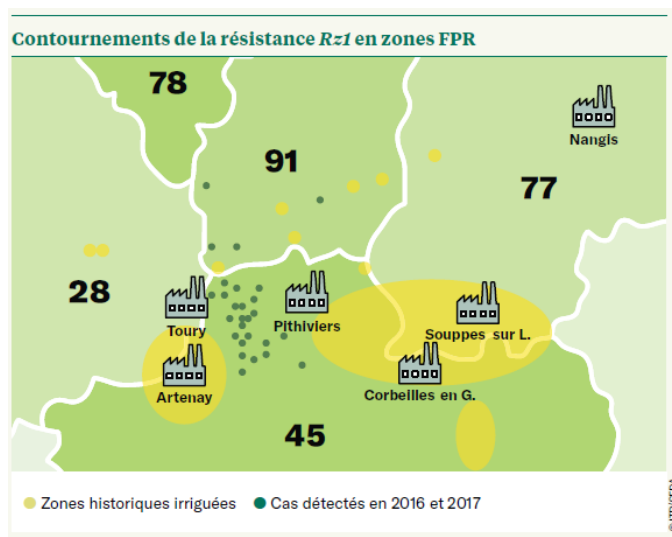 Contournements de la résistance Rz1 en zones FPR
78
91
Nangis
77
28
Toury
Pithiviers
Souppes sur L.
Artenay
Corbeilles en G.
45
Zones historiques irriguées
Cas détectés en 2016 et 2017